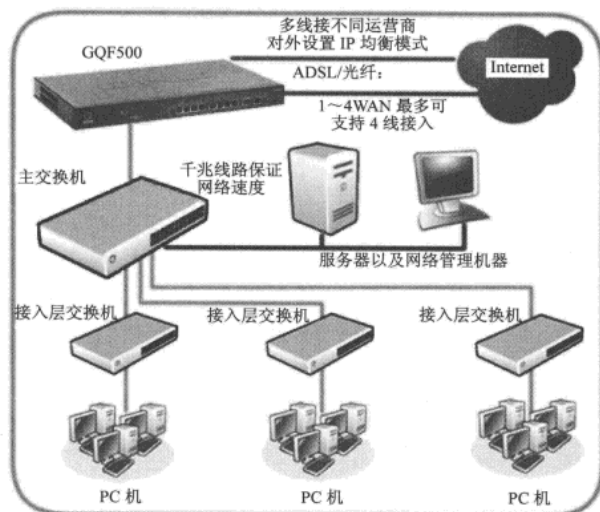 多线接不同运营商
对外设置 IP 均衡模式
GQF500
Internet
ADSL/光纤：
1～4WAN 最多可
支持 4 线接入
主交换机
千兆线路保证
网络速度
服务器以及网络管理机器
接入层交换机
接入层交换机
接入层交换机
PC 机
PC 机
PC 机